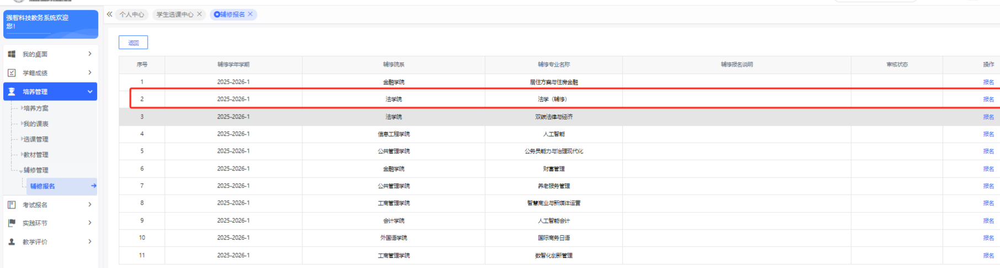 强智科技教务系统欢迎
您!
个人中心 学生选课中心 辅修报名
我的桌面
学籍成绩
培养管理
培养方案
我的课表
选课管理
教材管理
辅修管理
辅修报名
考试报名
实践环节
教学评价
返回
序号 辅修学年学期 辅修院系 辅修专业名称 辅修报名说明 审核状态 操作
1 2025-2026-1 金融学院 居住方案与住房金融 报名
2 2025-2026-1 法学院 法学（辅修） 报名
3 2025-2026-1 法学院 双碳法律与经济 报名
4 2025-2026-1 信息工程学院 人工智能 报名
5 2025-2026-1 公共管理学院 公务员能力与治理现代化 报名
6 2025-2026-1 金融学院 财富管理 报名
7 2025-2026-1 公共管理学院 养老服务管理 报名
8 2025-2026-1 工商管理学院 智慧商业与新媒体运营 报名
9 2025-2026-1 会计学院 人工智能会计 报名
10 2025-2026-1 外国语学院 国际商务日语 报名
11 2025-2026-1 工商管理学院 数智化创新管理 报名